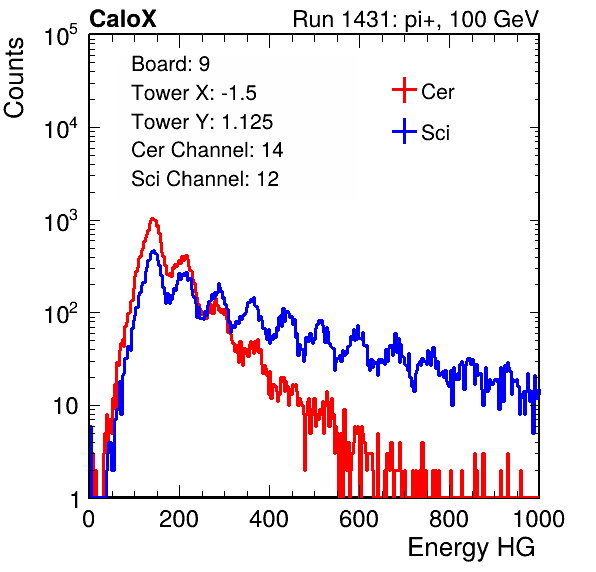 CaloX Run 1431: pi+, 100 GeV
Counts
Board: 9
Tower X: -1.5
Tower Y: 1.125
Cer Channel: 14
Sci Channel: 12
Cer
Sci
10^5
10^4
10^3
10^2
10
1
0 200 400 600 800 1000
Energy HG